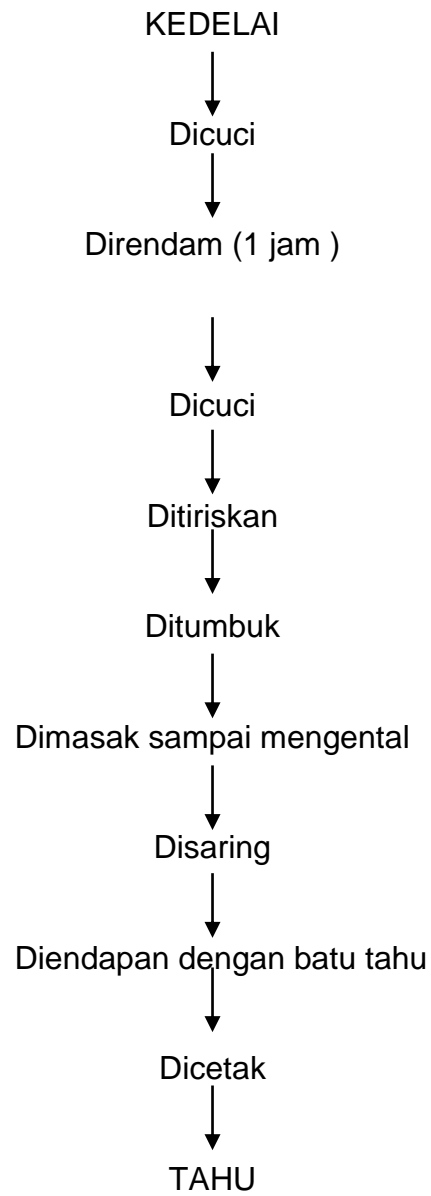 KEDELAI
Dicuci
Direndam (1 jam )
Dicuci
Ditiriskan
Ditumbuk
Dimasak sampai mengental
Disaring
Diendapan dengan batu tahu
Dicetak
TAHU